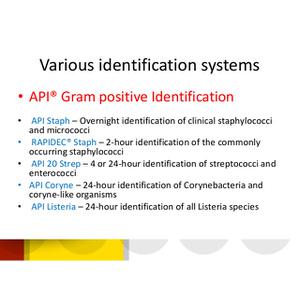 Various identification systems
• API® Gram positive Identification
• API Staph – Overnight identification of clinical staphylococci
and micrococci
• RAPIDEC® Staph – 2-hour identification of the commonly
occurring staphylococci
• API 20 Strep – 4 or 24-hour identification of streptococci and
enterococci
• API Coryne – 24-hour identification of Corynebacteria and
coryne-like organisms
• API Listeria – 24-hour identification of all Listeria species